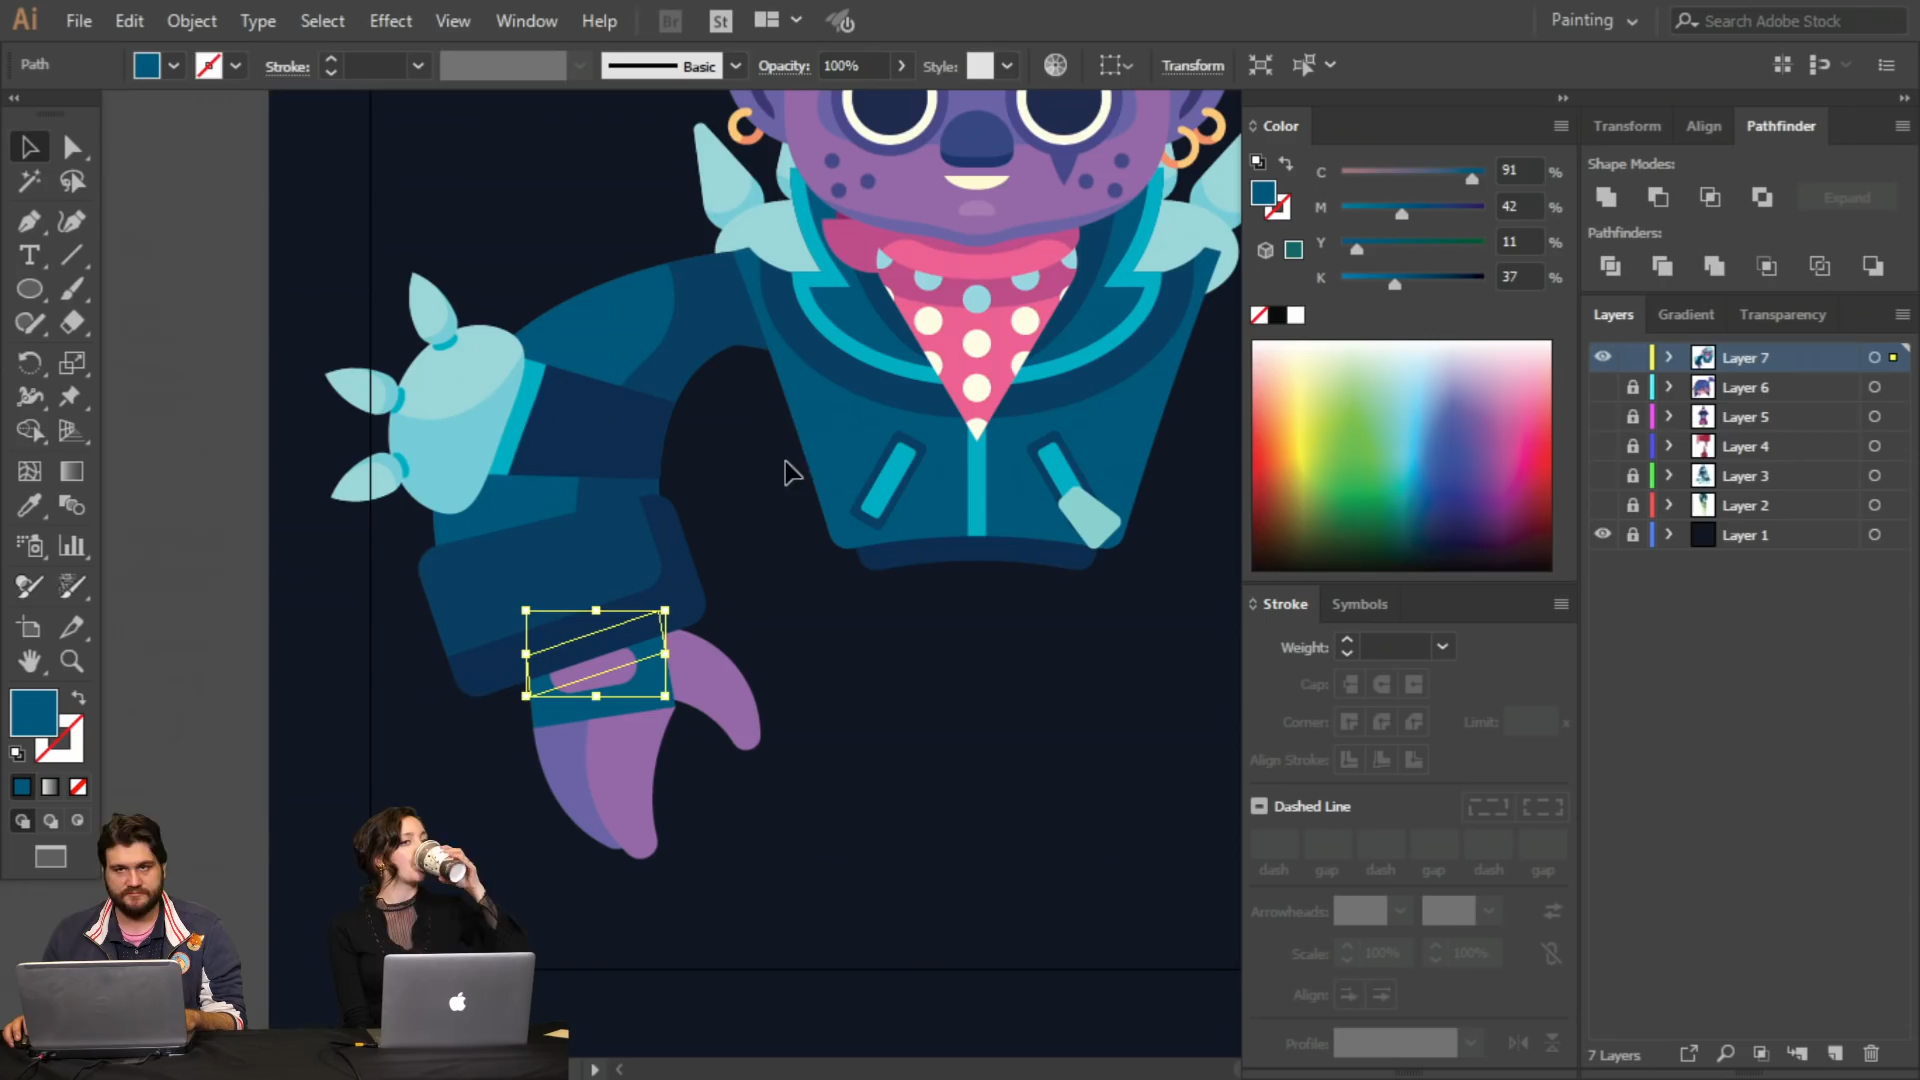 Ai File Edit Object Type Select Effect View Window Help Br St Painting Search Adobe Stock
Path Stroke: Basic Opacity: 100% Style: Transform
Color
C 91 %
M 42 %
Y 11 %
K 37 %
Transform Align Pathfinder
Shape Modes:
Expand
Pathfinders:
Layers Gradient Transparency
Layer 7
Layer 6
Layer 5
Layer 4
Layer 3
Layer 2
Layer 1
Stroke Symbols
Weight:
Cap:
Corner: Limit: x
Align Stroke:
Dashed Line
dash gap dash gap dash gap
Arrowheads:
Scale: 100% 100%
Align:
Profile:
7 Layers